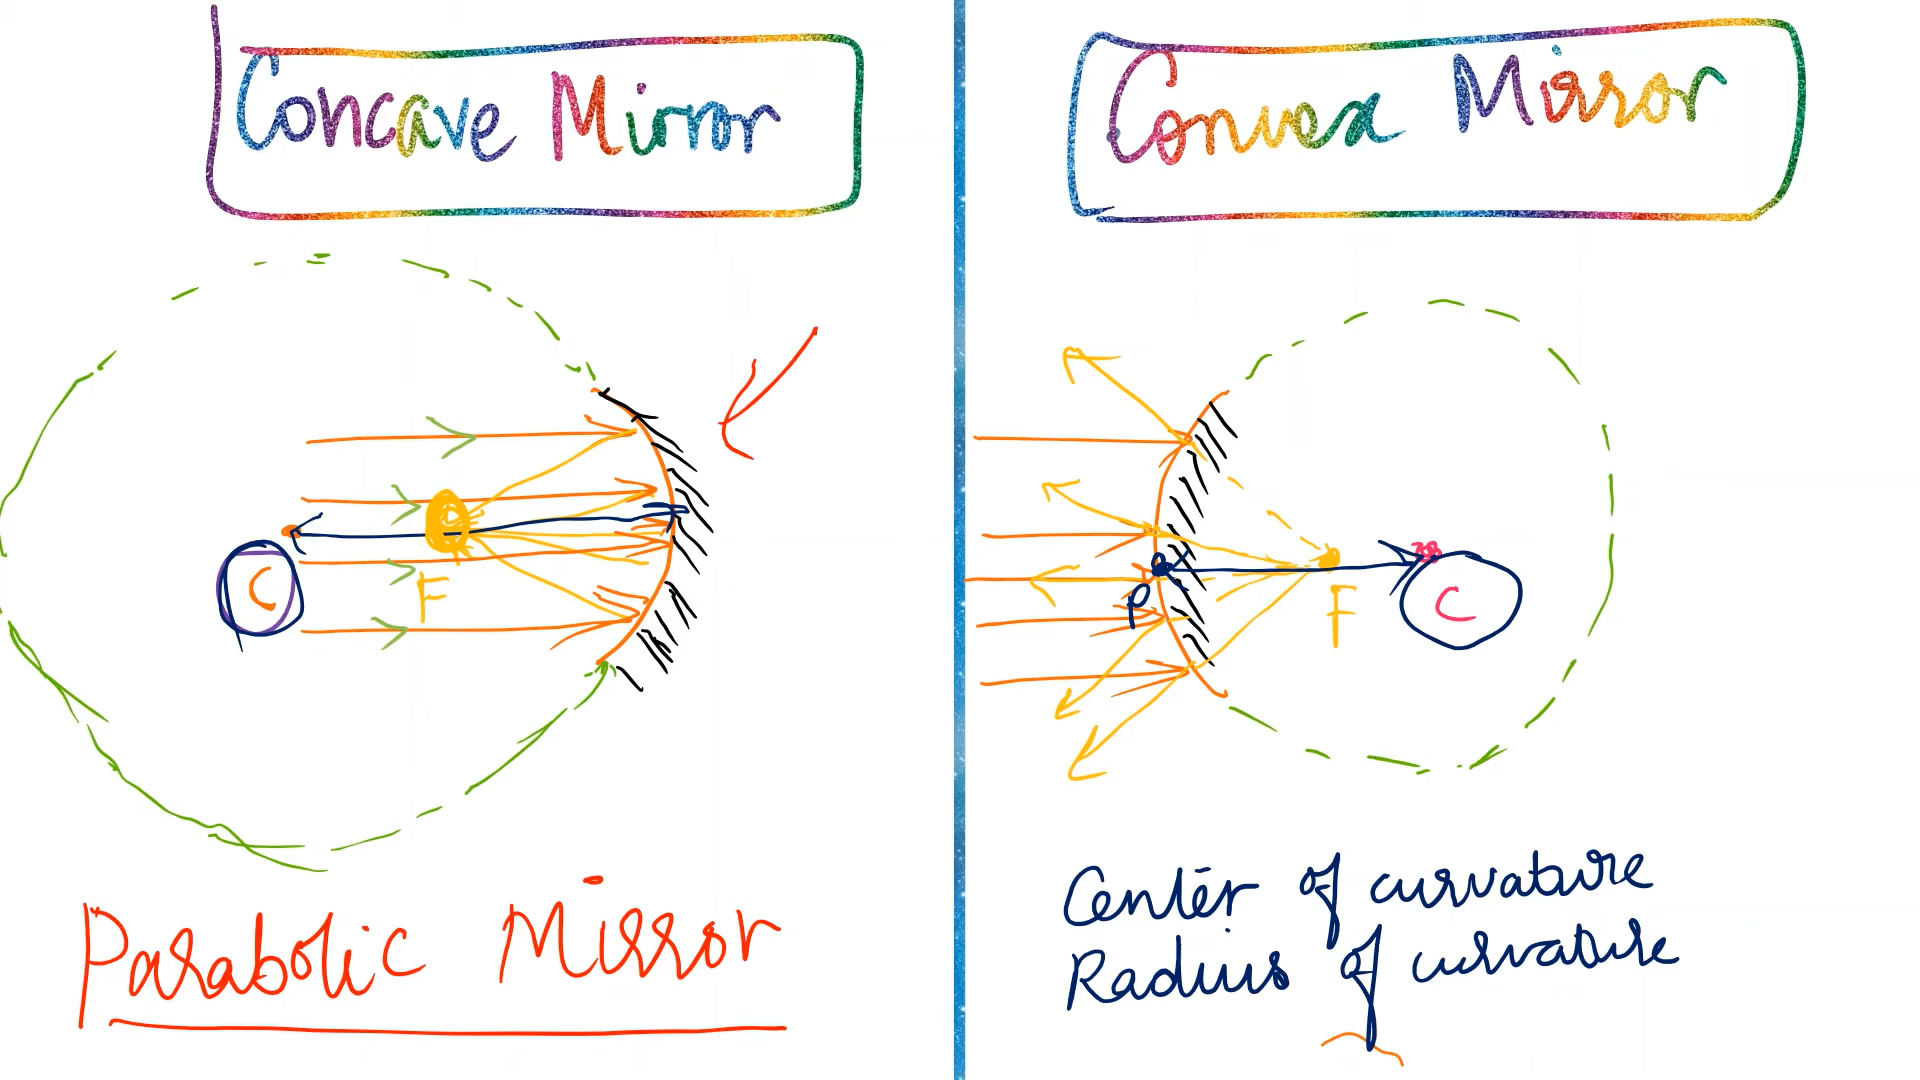 Concave Mirror
C
F
Parabolic Mirror
Convex Mirror
P
F
C
Center of curvature
Radius of curvature